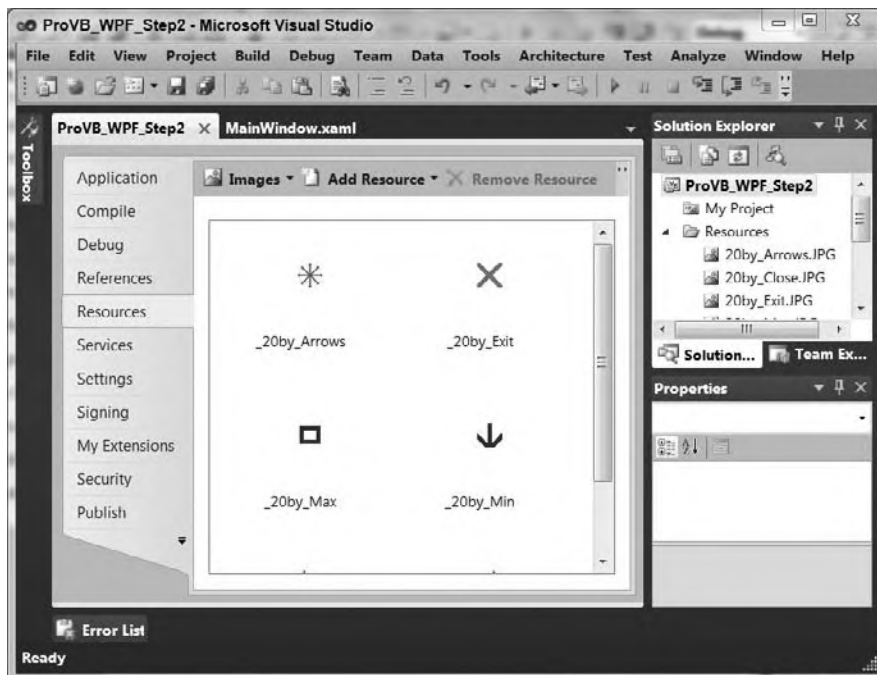 ProVB_WPF_Step2 - Microsoft Visual Studio
File Edit View Project Build Debug Team Data Tools Architecture Test Analyze Window Help
Toolbox
ProVB_WPF_Step2 MainWindow.xaml
Application
Compile
Debug
References
Resources
Services
Settings
Signing
My Extensions
Security
Publish
Images Add Resource Remove Resource
_20by_Arrows
_20by_Exit
_20by_Max
_20by_Min
Solution Explorer
ProVB_WPF_Step2
My Project
Resources
20by_Arrows.JPG
20by_Close.JPG
20by_Exit.JPG
Solution... Team Ex...
Properties
Error List
Ready